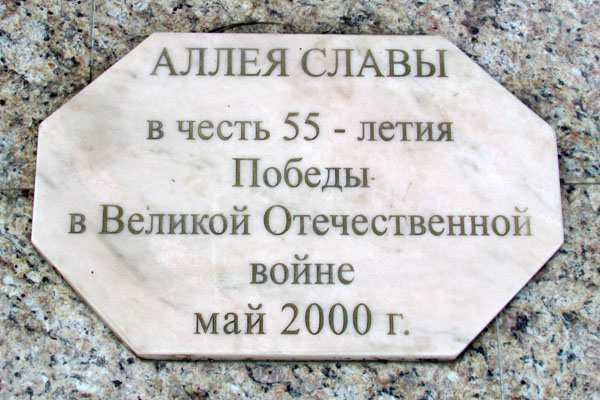 АЛЛЕЯ СЛАВЫ
в честь 55 - летия
Победы
в Великой Отечественной
войне
май 2000 г.